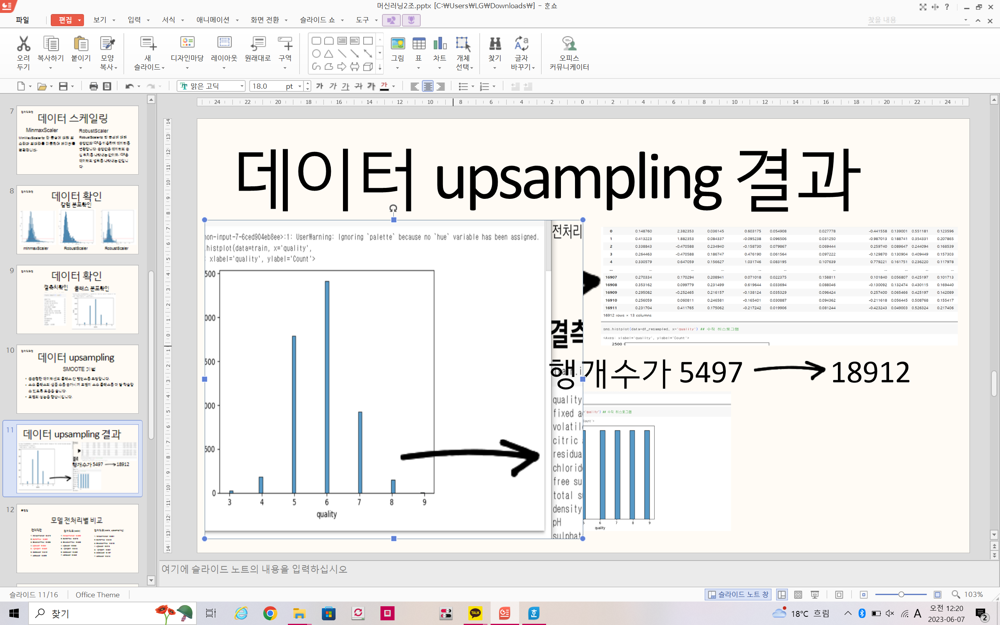 머신러닝2조.pptx [C:₩Users₩LG₩Downloads₩] - 한쇼
파일 편집 보기 입력 서식 애니메이션 화면 전환 슬라이드 쇼 도구 찾을 내용
오려 두기 복사하기 붙이기 모양 복사 새 슬라이드 디자인마당 레이아웃 원래대로 구역 그림 표 차트 개체 선택 찾기 글자 바꾸기 오피스 커뮤니케이터
맑은 고딕 18.0 pt 가 가 가 가 가 가
24 22 20 18 16 14 12 10 8 6 4 2 0 2 4 6 8 10 12 14 16 18 20 22 24
7
데이터 스케일링
MinmaxScaler RobustScaler
8
데이터 확인
칼럼 분포확인
minmaxScaler RobustScaler RobustScaler
9
데이터 확인
결측치확인 클래스 분포확인
10
데이터 upsampling
SMOOTE 기법
11
데이터 upsampling 결과
행개수가 5497 18912
12
모델 전처리별 비교
데이터 upsampling 결과
전처리
non-input-7-6ced904eb8ee>:1: UserWarning: Ignoring `palette` because no `hue` variable has been assigned.
.histplot(data=train, x='quality',
: xlabel='quality', ylabel='Count'>
500
000
500
000
500
0
3 4 5 6 7 8 9
quality
0 0.148760 2.382353 0.036145 0.603175 0.054908 0.027778 -0.441558 0.139001 0.551181 0.123596
1 0.413223 1.882353 0.084337 -0.095238 0.096506 0.031250 -0.987013 0.188741 0.354331 0.207865
2 0.338843 -0.470588 0.234940 -0.158730 0.079867 0.069444 0.259740 0.089647 0.244094 0.168539
3 0.264463 -0.470588 0.186747 0.476190 0.061564 0.097222 -0.129870 0.130904 0.409449 0.157303
4 0.330579 0.647059 0.156627 1.031746 0.083195 0.107639 0.779221 0.161751 0.236220 0.117978
... ... ... ... ... ... ... ... ... ... ...
16907 0.270334 0.170294 0.208941 0.071018 0.022375 0.158811 0.101840 0.056807 0.425197 0.101713
16908 0.353162 0.099779 0.231499 0.619644 0.033694 0.088046 -0.130092 0.132474 0.430115 0.169440
16909 0.295082 -0.252465 0.216157 -0.138124 0.035329 0.096424 0.257400 0.065466 0.425197 0.142089
16910 0.256059 0.060811 0.246581 -0.165401 0.030887 0.094362 -0.211618 0.056445 0.508768 0.155417
16911 0.231704 0.411765 0.175062 -0.217242 0.019906 0.081244 -0.423243 0.049003 0.526324 0.217406
16912 rows × 13 columns
sns.histplot(data=df_resampled, x='quality') ## 수직 히스토그램
<Axes: xlabel='quality', ylabel='Count'>
2500
결측
행개수가 5497 18912
quality
fixed a
volatil
citric
residua
chlorid
free su
total s
density
pH
sulphat
='quality') ## 수직 히스토그램
Count'>
6 7 8 9
quality
여기에 슬라이드 노트의 내용을 입력하십시오
슬라이드 11/16 Office Theme 슬라이드 노트 창 103%
찾기 TALK 18°C 흐림 A 오전 12:20
2023-06-07 2